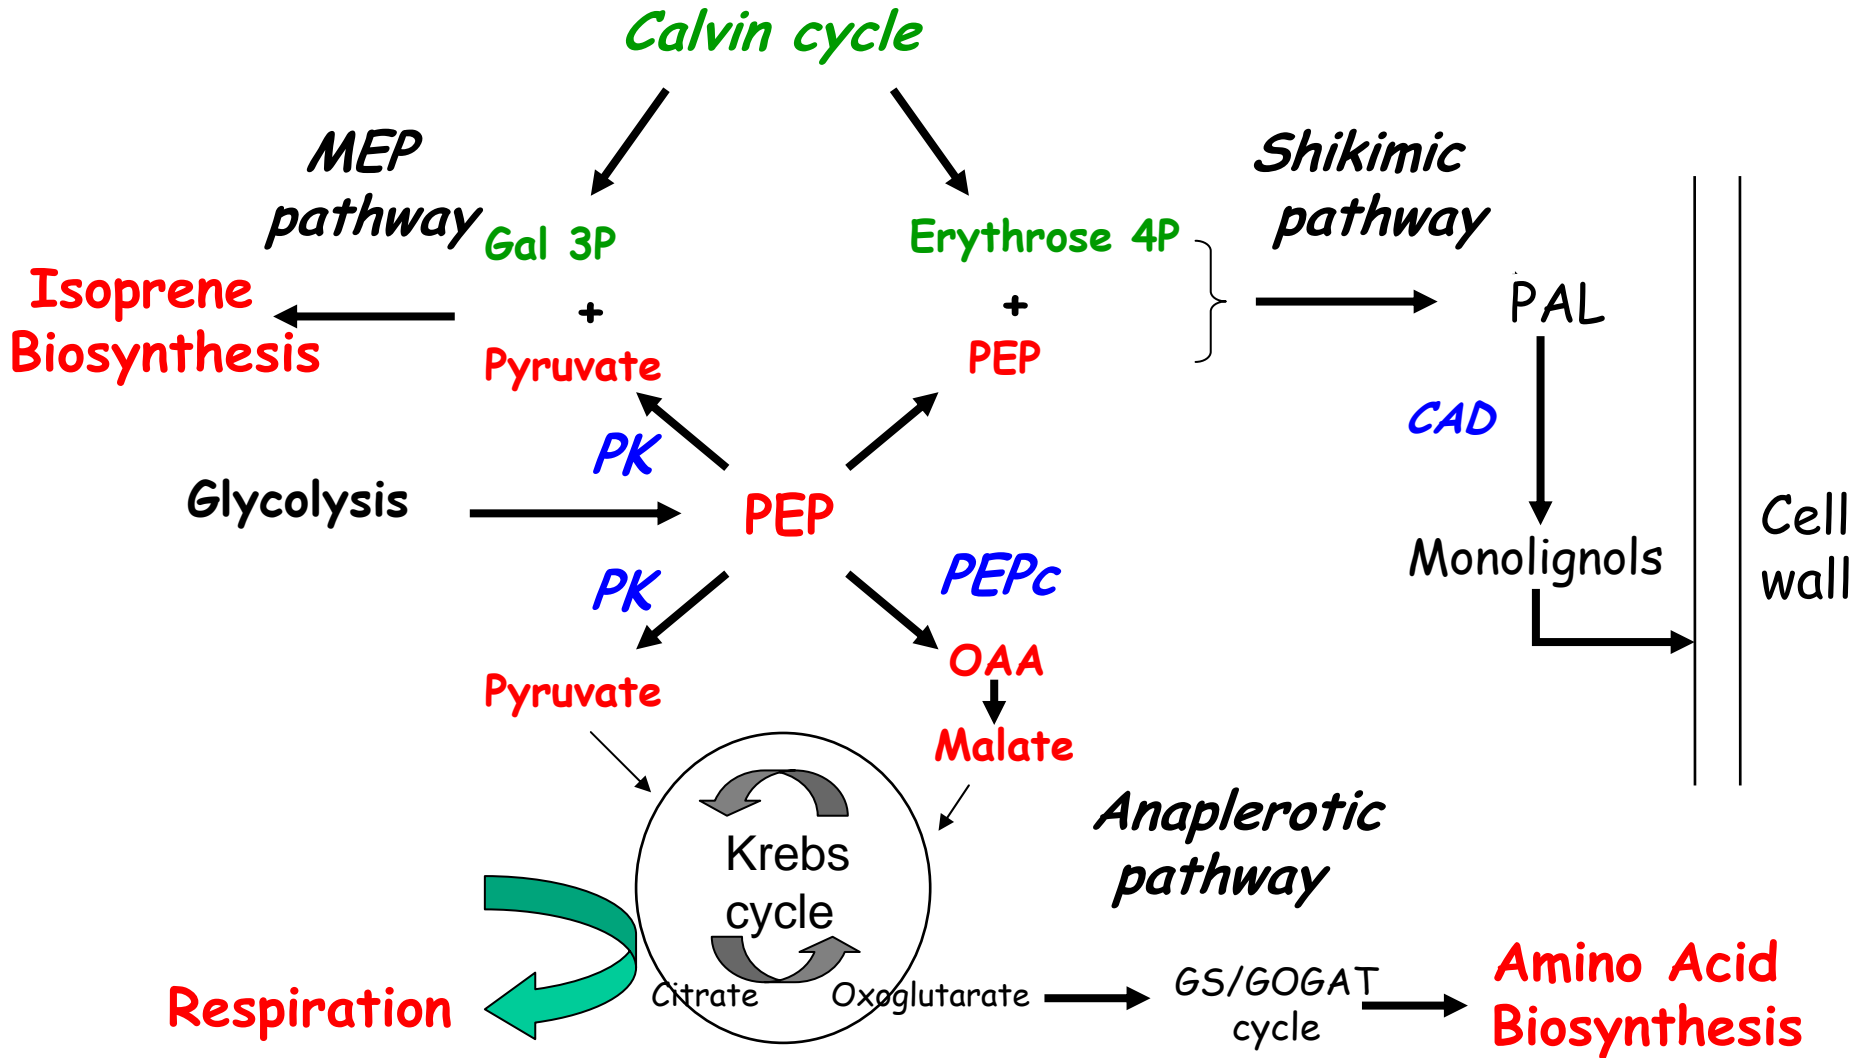 Calvin cycle
MEP
pathway
Shikimic
pathway
Gal 3P
Erythrose 4P
Isoprene
Biosynthesis
+
+
PAL
Pyruvate
PEP
CAD
PK
Glycolysis
PEP
Cell
wall
Monolignols
PK
PEPc
OAA
Pyruvate
Malate
Anaplerotic
pathway
Krebs
cycle
Respiration
Citrate
Oxoglutarate
GS/GOGAT
cycle
Amino Acid
Biosynthesis